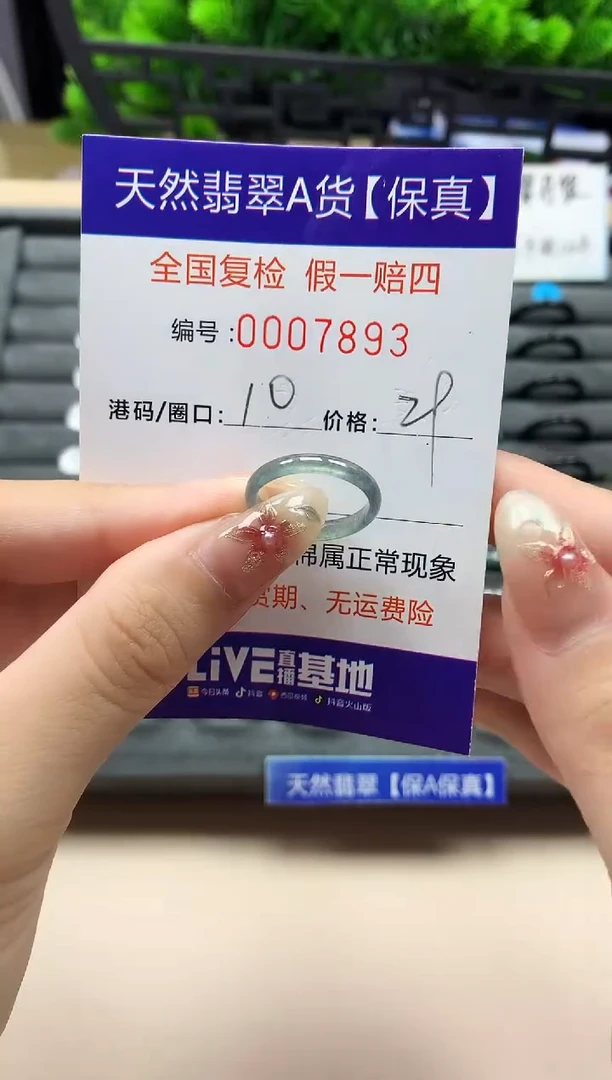 天然翡翠A货【保真】
全国复检 假一赔四
编号:0007893
港码/圈口:10 价格:
棉属正常现象
货期、无运费险
LiVE直播基地
今日头条 抖音 西瓜视频 抖音火山版
天然翡翠【保A保真】